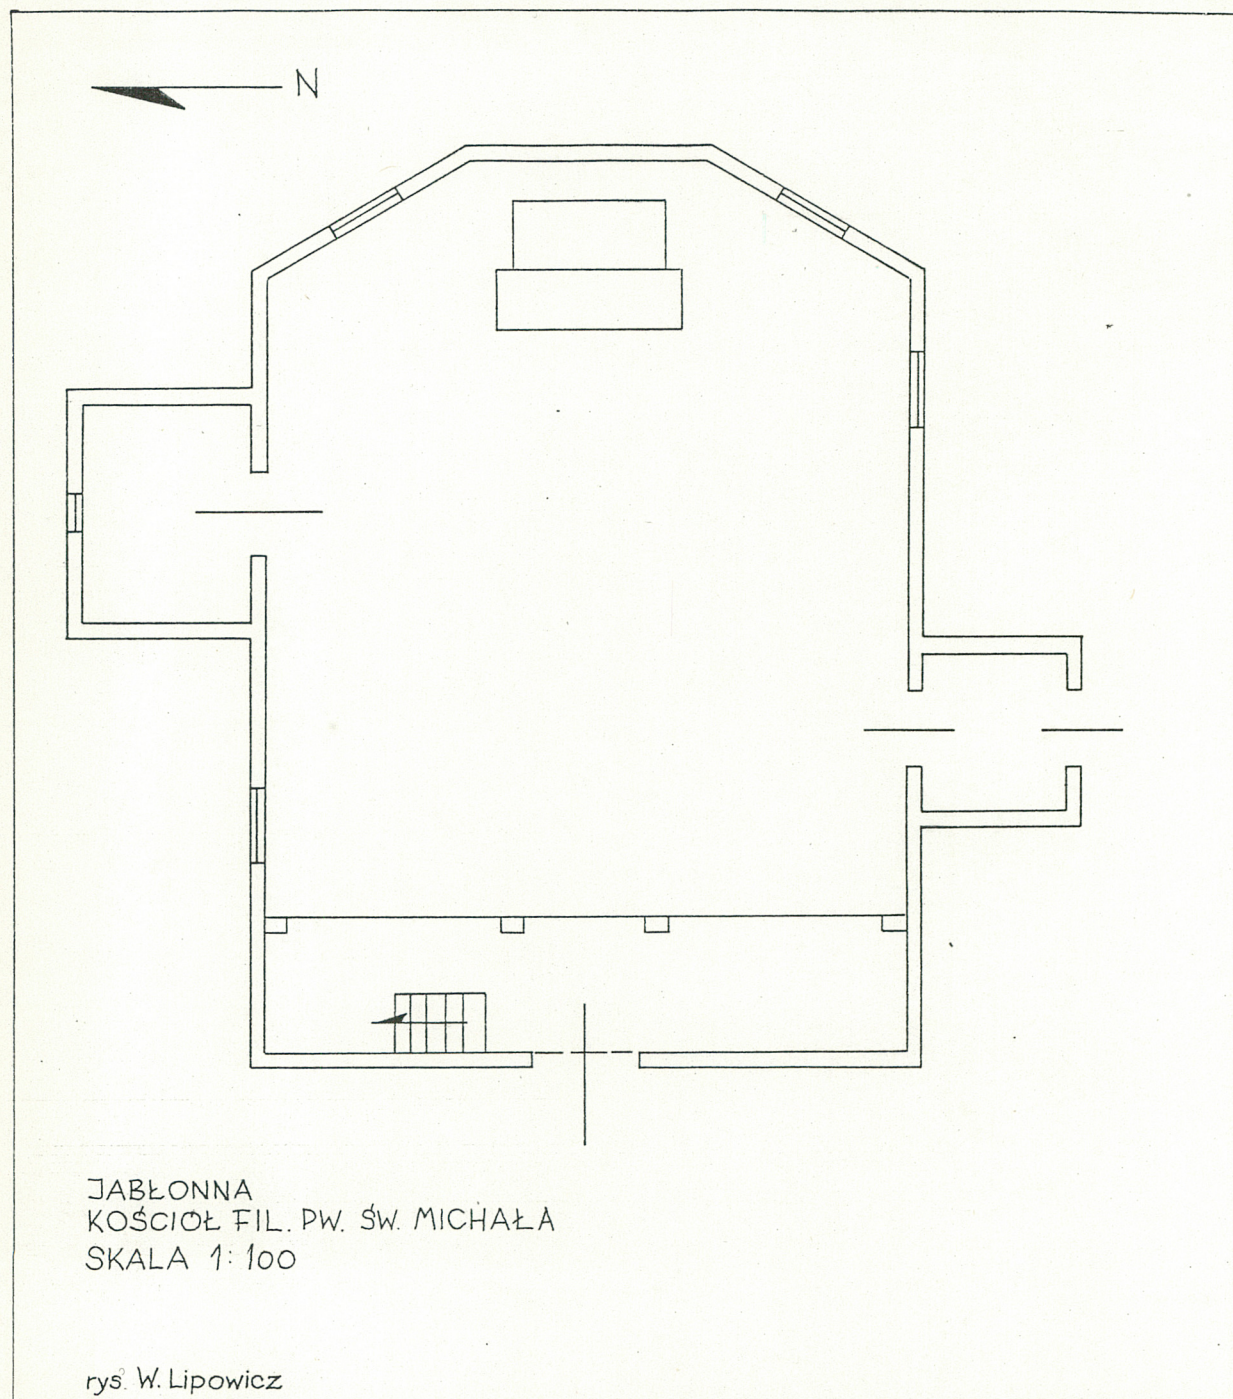 N
JABŁONNA
KOŚCIÓŁ FIL. PW. ŚW. MICHAŁA
SKALA 1:100
rys. W. Lipowicz